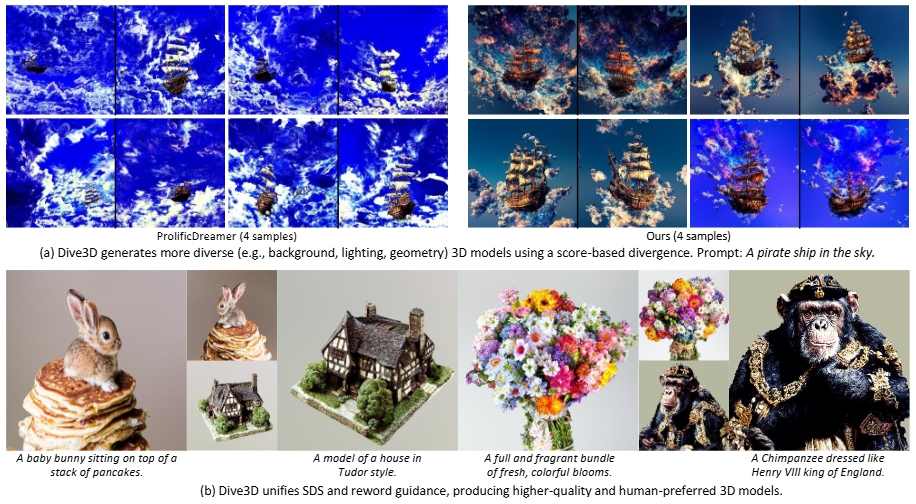 ProlificDreamer (4 samples)
Ours (4 samples)
(a) Dive3D generates more diverse (e.g., background, lighting, geometry) 3D models using a score-based divergence. Prompt: A pirate ship in the sky.
A baby bunny sitting on top of a
stack of pancakes.
A model of a house in
Tudor style.
A full and fragrant bundle
of fresh, colorful blooms.
A Chimpanzee dressed like
Henry VIII king of England.
(b) Dive3D unifies SDS and reword guidance, producing higher-quality and human-preferred 3D models.